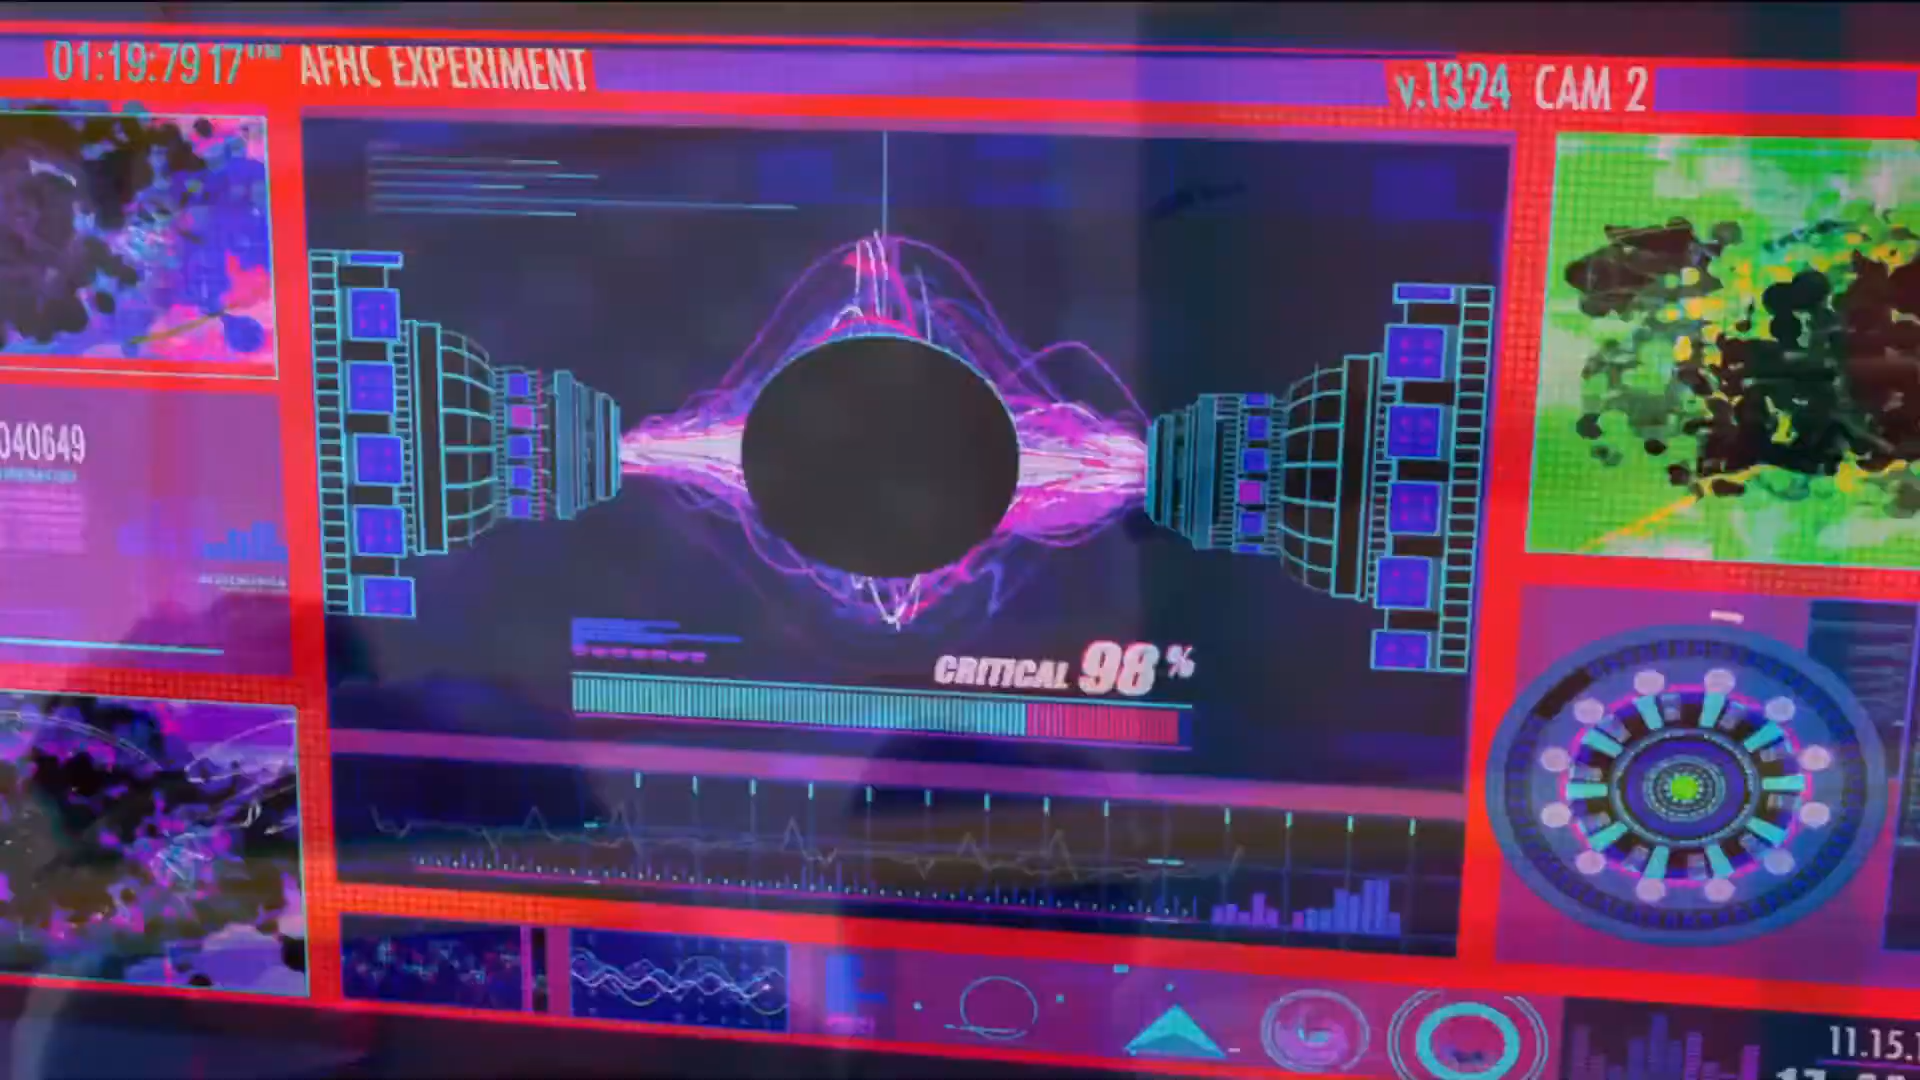 01:19:79 17
AFHC EXPERIMENT
v.1324 CAM 2
040649
CRITICAL 98 %
11.15.